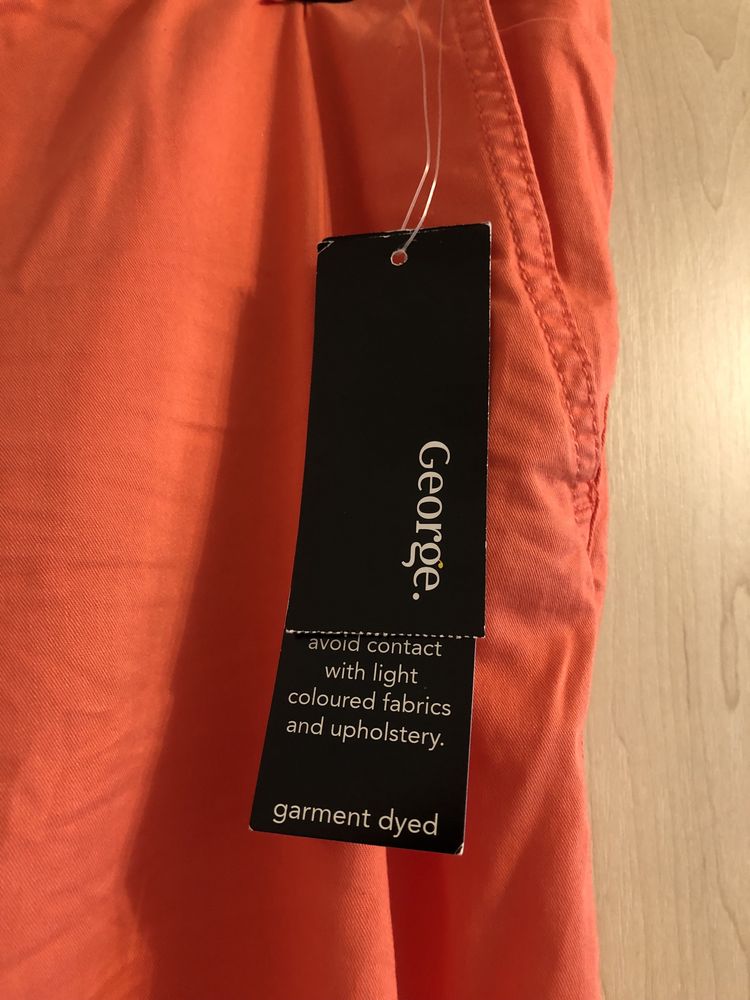 George.
avoid contact
with light
coloured fabrics
and upholstery.
garment dyed